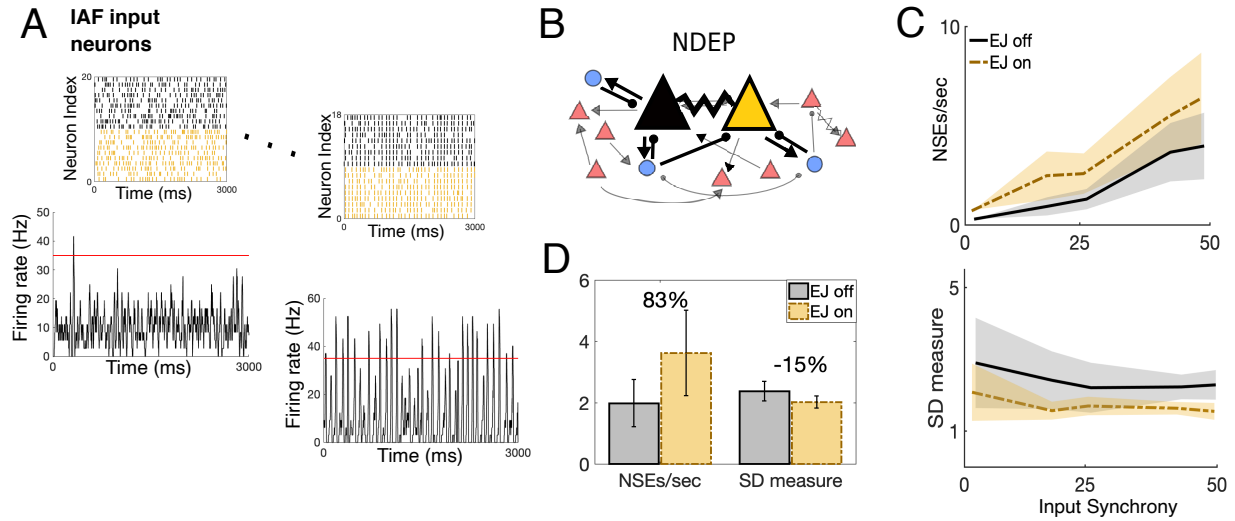 A
IAF input
neurons
Neuron Index
20
0
0
Time (ms)
3000
Neuron Index
18
0
0
Time (ms)
3000
Firing rate (Hz)
50
40
30
20
10
0
0
Time (ms)
3000
Firing rate (Hz)
60
40
20
0
0
Time (ms)
3000
B
NDEP
C
NSEs/sec
10
0
EJ off
EJ on
0
25
50
SD measure
5
1
0
25
50
Input Synchrony
D
6
4
2
0
83%
-15%
EJ off
EJ on
NSEs/sec
SD measure